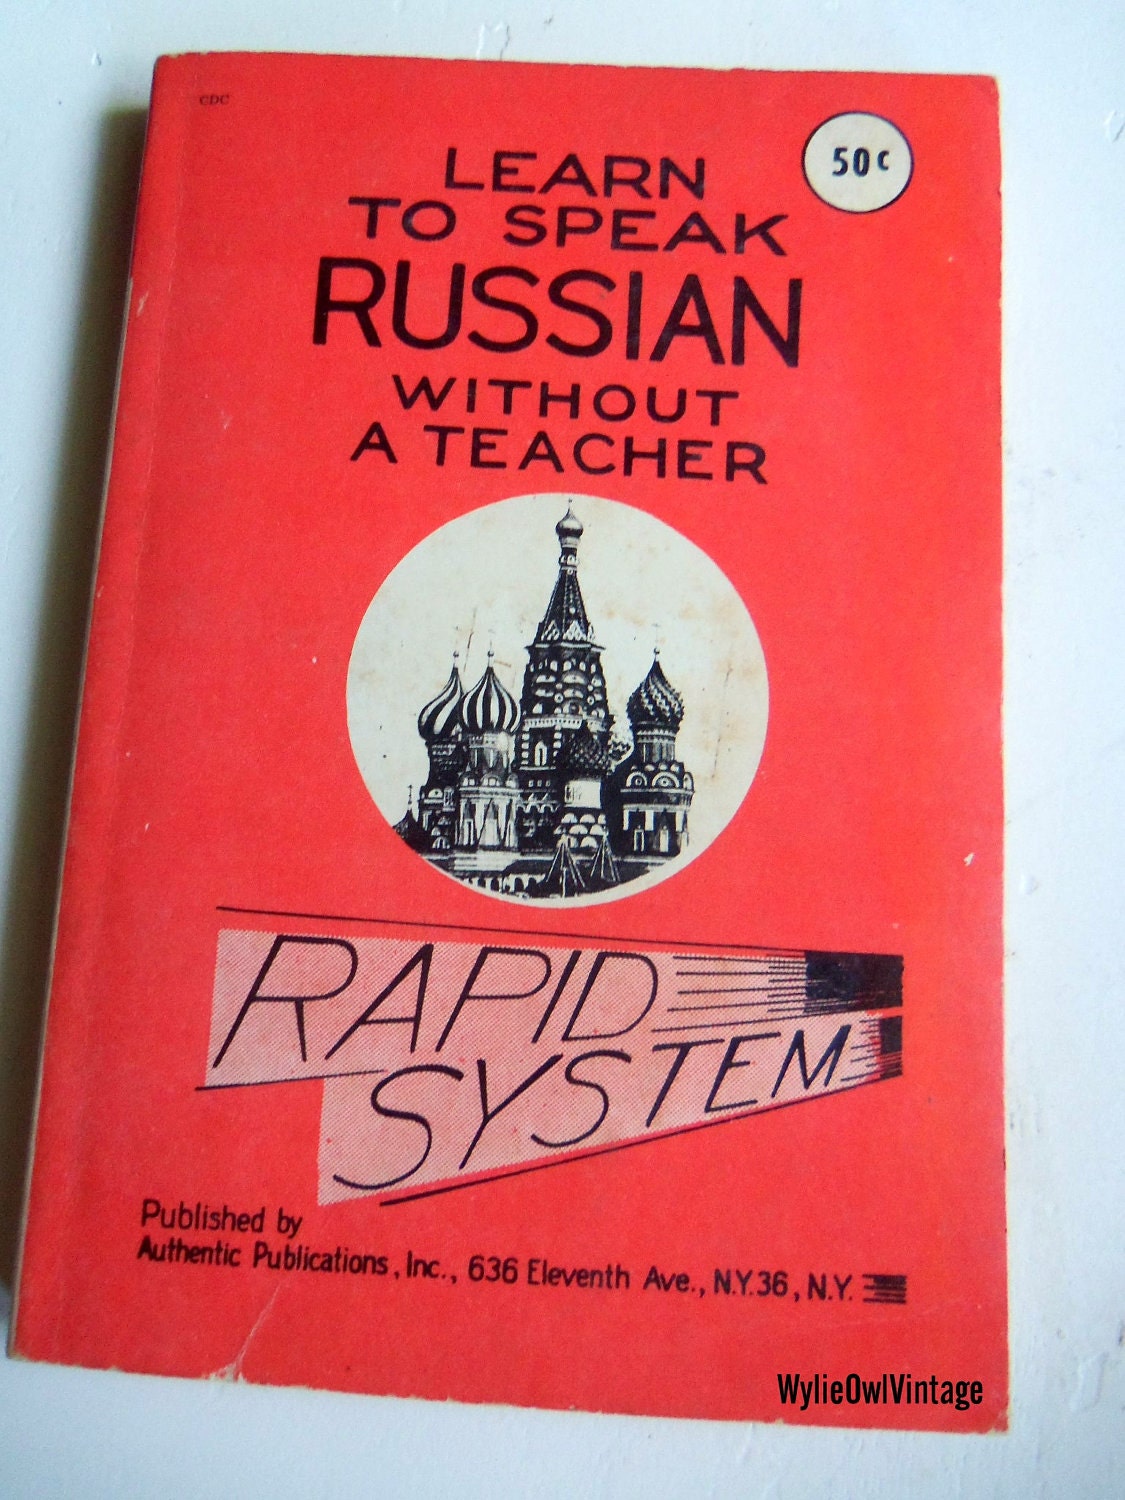 CDC
50¢
LEARN
TO SPEAK
RUSSIAN
WITHOUT
A TEACHER
RAPID
SYSTEM
Published by
Authentic Publications, Inc., 636 Eleventh Ave., N.Y. 36, N.Y.
WylieOwlVintage